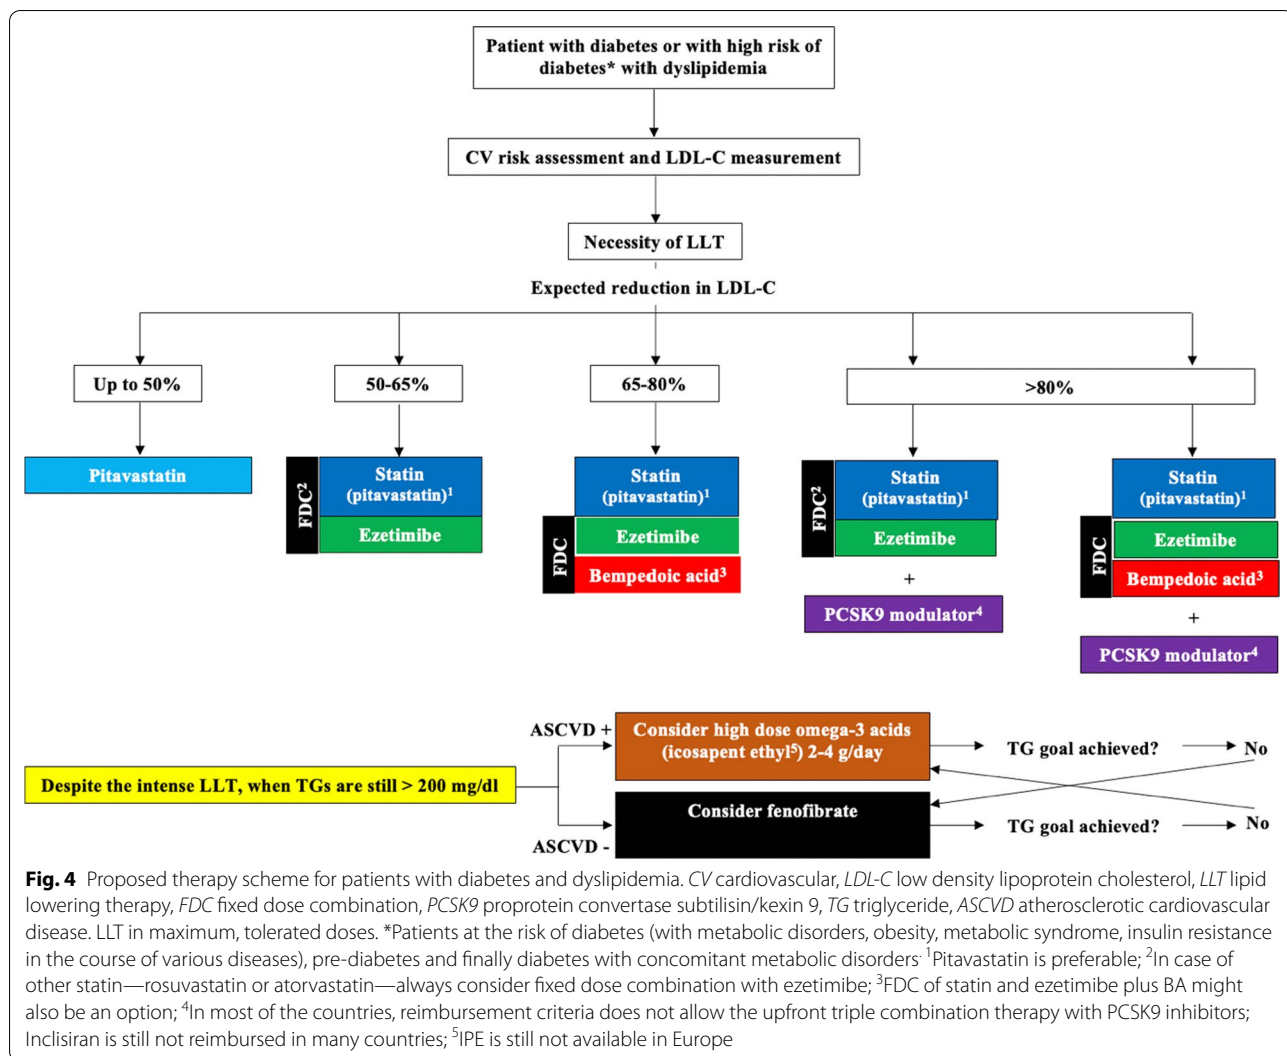 Patient with diabetes or with high risk of
diabetes* with dyslipidemia
CV risk assessment and LDL-C measurement
Necessity of LLT
Expected reduction in LDL-C
Up to 50%
50-65%
65-80%
>80%
Pitavastatin
FDC²
Statin
(pitavastatin)¹
Ezetimibe
Statin
(pitavastatin)¹
FDC
Ezetimibe
Bempedoic acid³
FDC²
Statin
(pitavastatin)¹
Ezetimibe
+
PCSK9 modulator⁴
Statin
(pitavastatin)¹
FDC
Ezetimibe
Bempedoic acid³
+
PCSK9 modulator⁴
Despite the intense LLT, when TGs are still > 200 mg/dl
ASCVD +
Consider high dose omega-3 acids
(icosapent ethyl⁵) 2-4 g/day
TG goal achieved?
No
ASCVD -
Consider fenofibrate
TG goal achieved?
No
Fig. 4 Proposed therapy scheme for patients with diabetes and dyslipidemia. CV cardiovascular, LDL-C low density lipoprotein cholesterol, LLT lipid
lowering therapy, FDC fixed dose combination, PCSK9 proprotein convertase subtilisin/kexin 9, TG triglyceride, ASCVD atherosclerotic cardiovascular
disease. LLT in maximum, tolerated doses. *Patients at the risk of diabetes (with metabolic disorders, obesity, metabolic syndrome, insulin resistance
in the course of various diseases), pre-diabetes and finally diabetes with concomitant metabolic disorders. ¹Pitavastatin is preferable; ²In case of
other statin—rosuvastatin or atorvastatin—always consider fixed dose combination with ezetimibe; ³FDC of statin and ezetimibe plus BA might
also be an option; ⁴In most of the countries, reimbursement criteria does not allow the upfront triple combination therapy with PCSK9 inhibitors;
Inclisiran is still not reimbursed in many countries; ⁵IPE is still not available in Europe